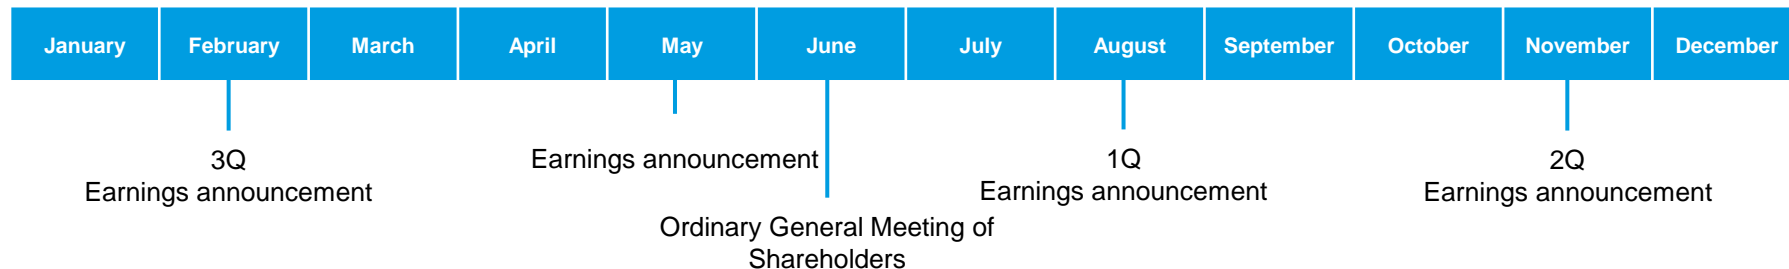 January February March April May June July August September October November December
3Q
Earnings announcement
Earnings announcement
Ordinary General Meeting of
Shareholders
1Q
Earnings announcement
2Q
Earnings announcement